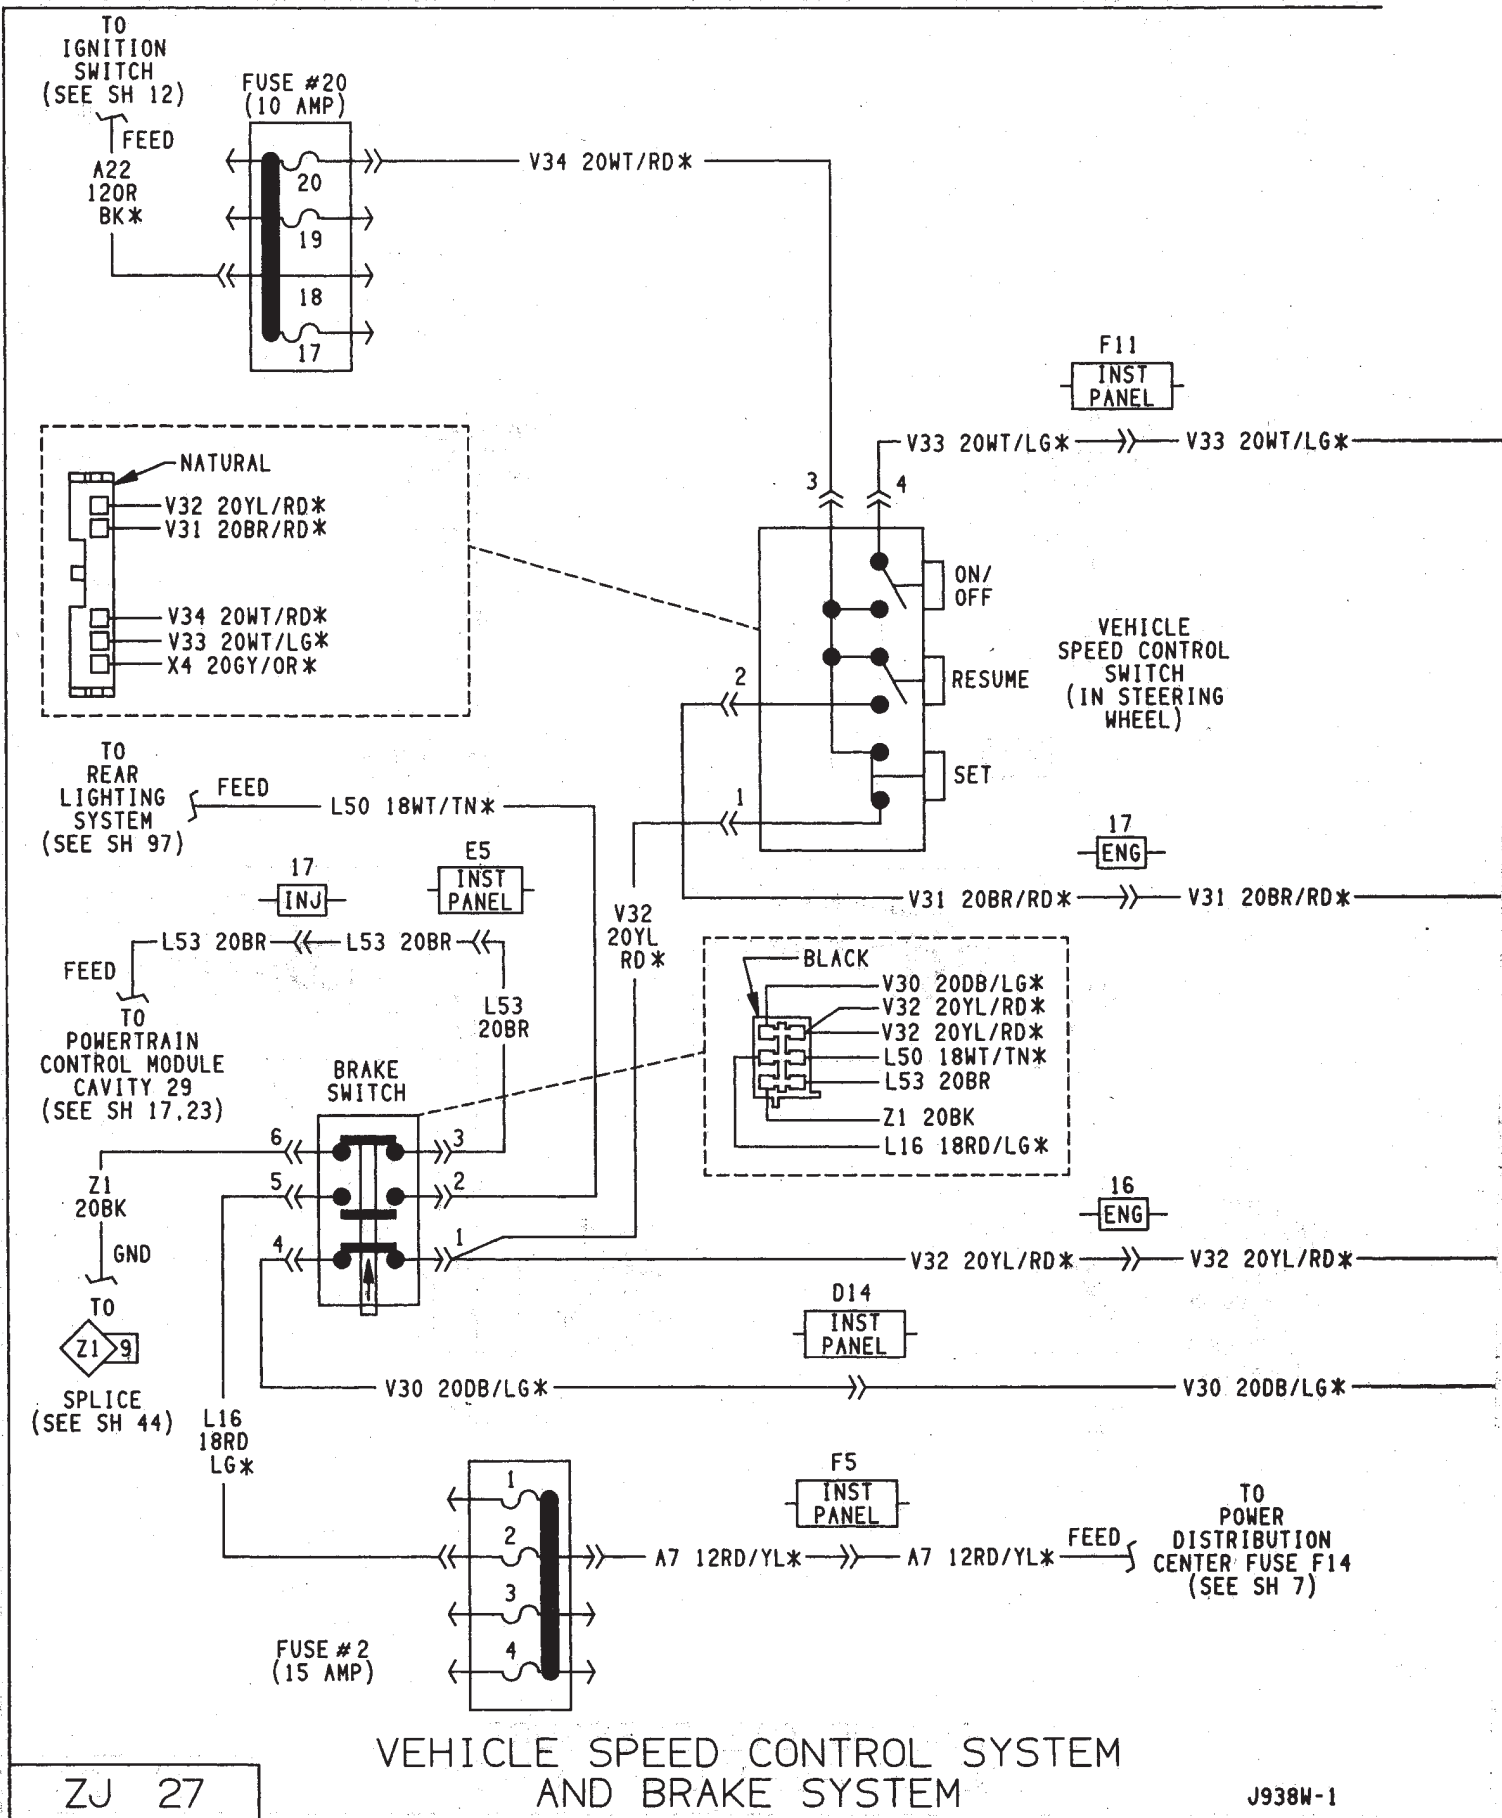 TO
IGNITION
SWITCH
(SEE SH 12)
FEED
A22
12OR
BK*
FUSE #20
(10 AMP)
20
19
18
17
V34 20WT/RD*
F11
INST
PANEL
V33 20WT/LG*
V33 20WT/LG*
NATURAL
V32 20YL/RD*
V31 20BR/RD*
V34 20WT/RD*
V33 20WT/LG*
X4 20GY/OR*
3
4
ON/
OFF
2
RESUME
SET
1
VEHICLE
SPEED CONTROL
SWITCH
(IN STEERING
WHEEL)
TO
REAR
LIGHTING
SYSTEM
(SEE SH 97)
FEED
L50 18WT/TN*
17
INJ
E5
INST
PANEL
17
ENG
V31 20BR/RD*
V31 20BR/RD*
V32
20YL
RD*
L53 20BR
L53 20BR
FEED
TO
POWERTRAIN
CONTROL MODULE
CAVITY 29
(SEE SH 17,23)
L53
20BR
BLACK
V30 20DB/LG*
V32 20YL/RD*
V32 20YL/RD*
L50 18WT/TN*
L53 20BR
Z1 20BK
L16 18RD/LG*
BRAKE
SWITCH
6
3
5
2
4
1
Z1
20BK
GND
TO
Z1
9
SPLICE
(SEE SH 44)
16
ENG
V32 20YL/RD*
V32 20YL/RD*
D14
INST
PANEL
V30 20DB/LG*
V30 20DB/LG*
L16
18RD
LG*
1
2
3
4
FUSE #2
(15 AMP)
F5
INST
PANEL
A7 12RD/YL*
A7 12RD/YL*
FEED
TO
POWER
DISTRIBUTION
CENTER FUSE F14
(SEE SH 7)
VEHICLE SPEED CONTROL SYSTEM
AND BRAKE SYSTEM
ZJ 27
J938W-1